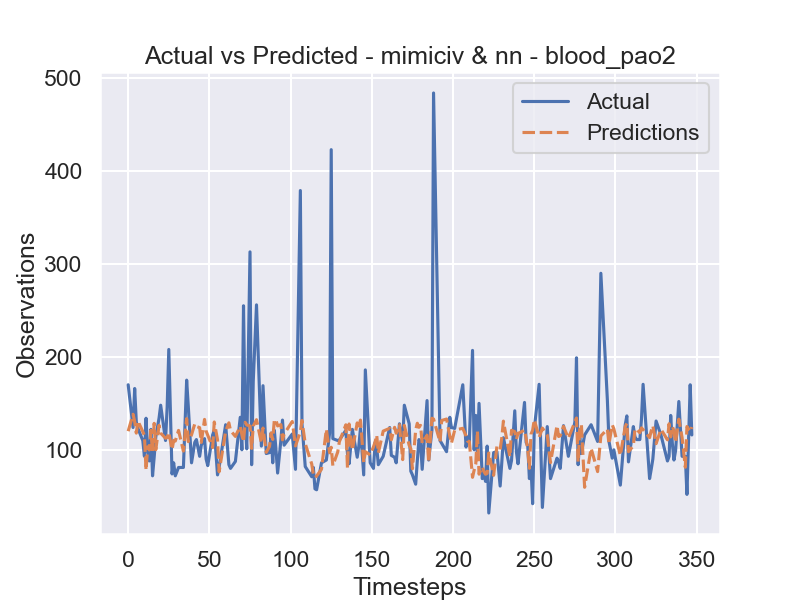 Actual vs Predicted - mimiciv & nn - blood_pao2
500
400
300
200
100
Observations
Actual
Predictions
0 50 100 150 200 250 300 350
Timesteps